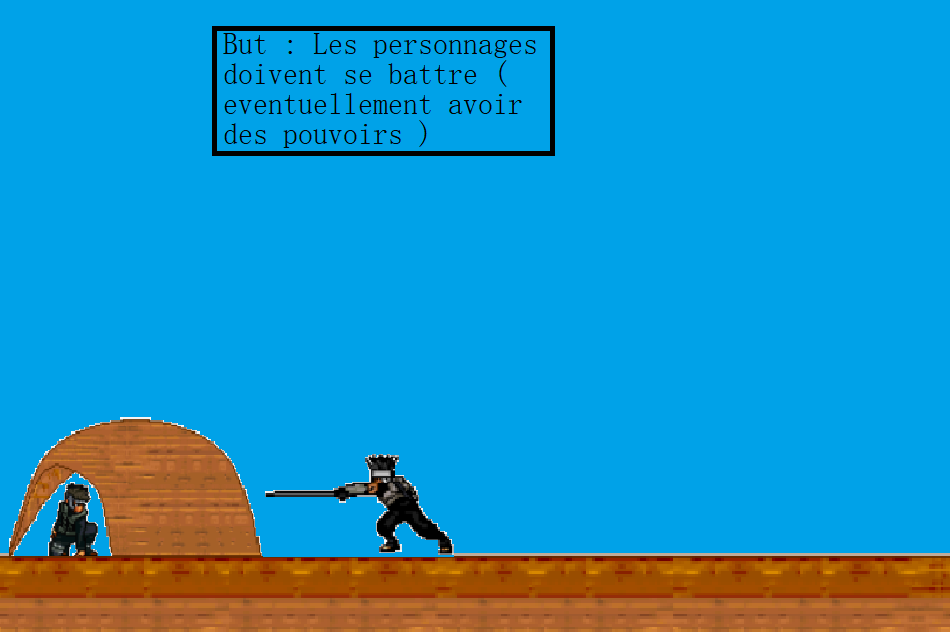 But : Les personnages
doivent se battre (
eventuellement avoir
des pouvoirs )